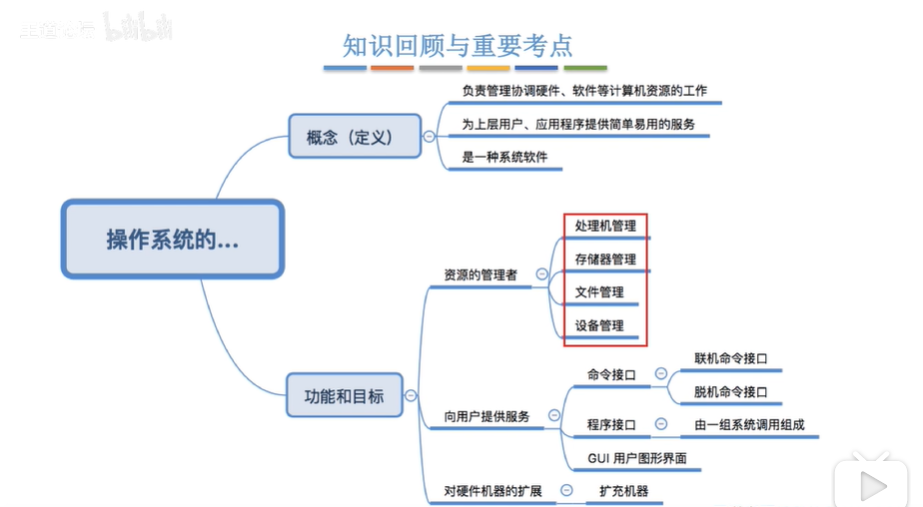 bilibili
知识回顾与重要考点
操作系统的...
概念（定义）
负责管理协调硬件、软件等计算机资源的工作
为上层用户、应用程序提供简单易用的服务
是一种系统软件
功能和目标
资源的管理者
处理机管理
存储器管理
文件管理
设备管理
向用户提供服务
命令接口
联机命令接口
脱机命令接口
程序接口
由一组系统调用组成
GUI 用户图形界面
对硬件机器的扩展
扩充机器